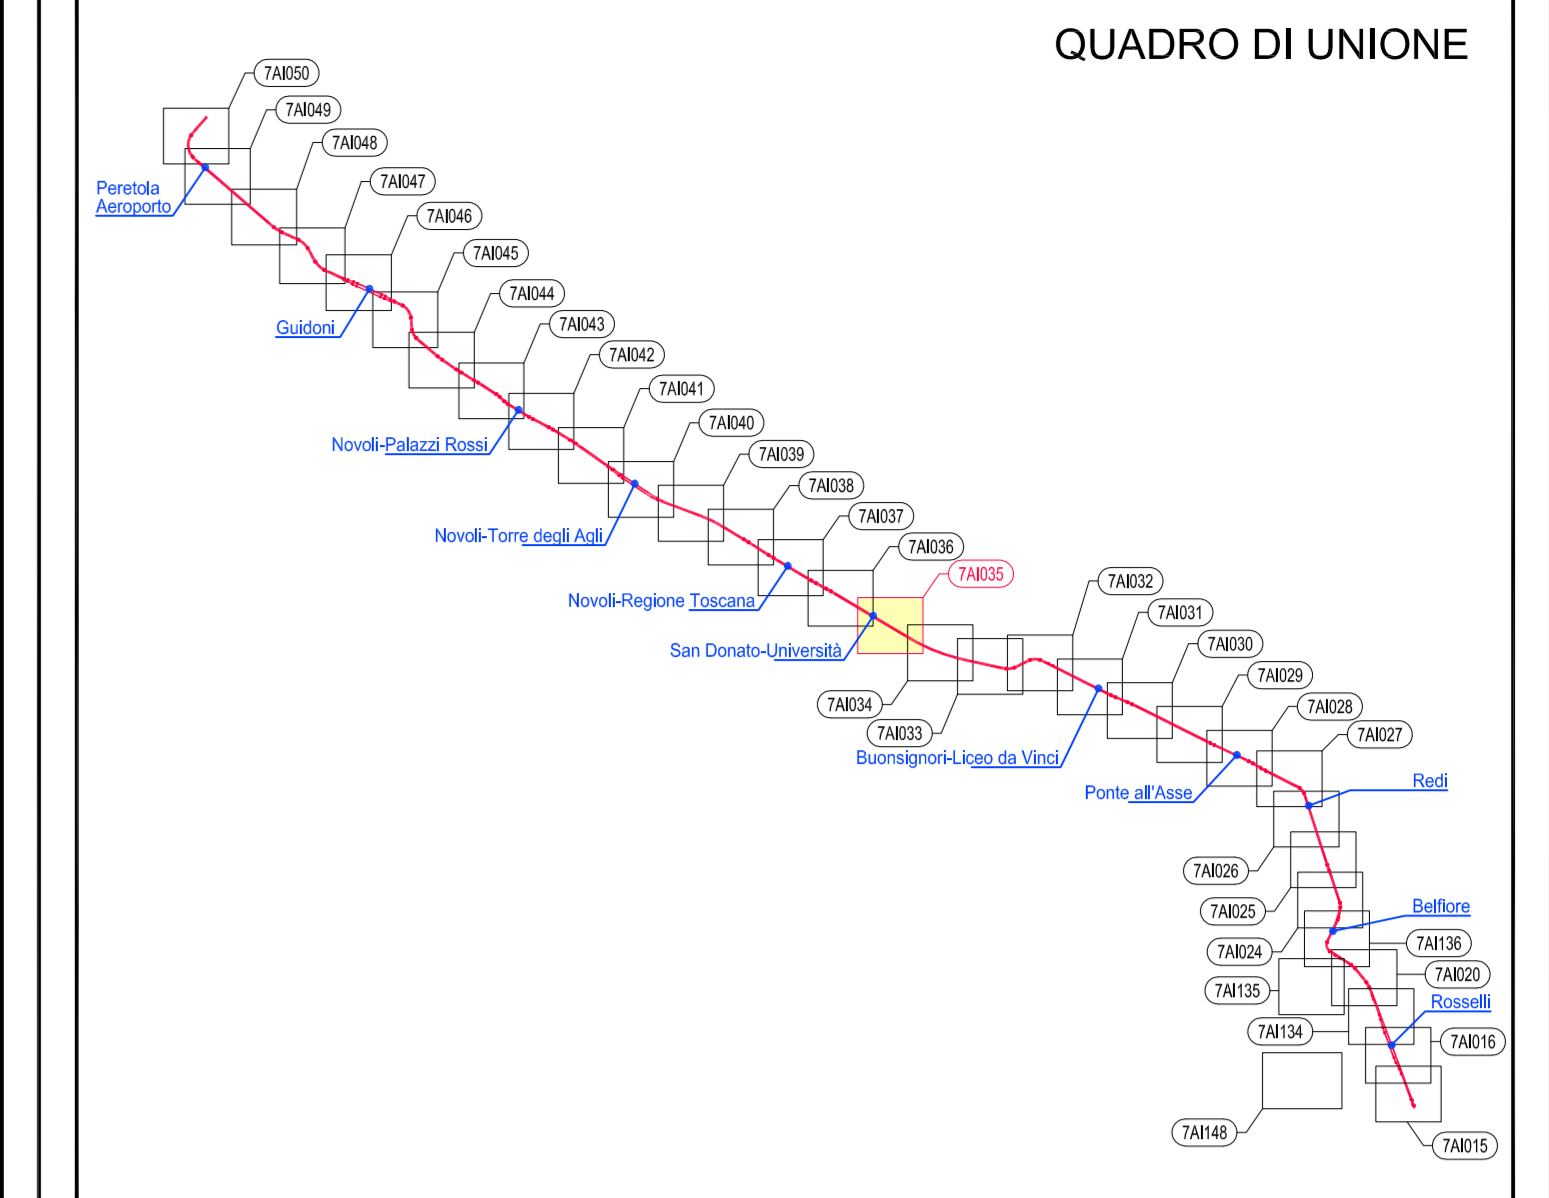 QUADRO DI UNIONE
7AI050
7AI049
7AI048
7AI047
Peretola
Aeroporto
7AI046
7AI045
7AI044
Guidoni
7AI043
7AI042
7AI041
7AI040
Novoli-Palazzi Rossi
7AI039
7AI038
7AI037
Novoli-Torre degli Agli
7AI036
7AI035
7AI032
Novoli-Regione Toscana
7AI031
7AI030
San Donato-Università
7AI029
7AI034
7AI028
7AI033
7AI027
Buonsignori-Liceo da Vinci
Redi
Ponte all'Asse
7AI026
7AI025
Belfiore
7AI024
7AI136
7AI020
7AI135
Rosselli
7AI134
7AI016
7AI148
7AI015